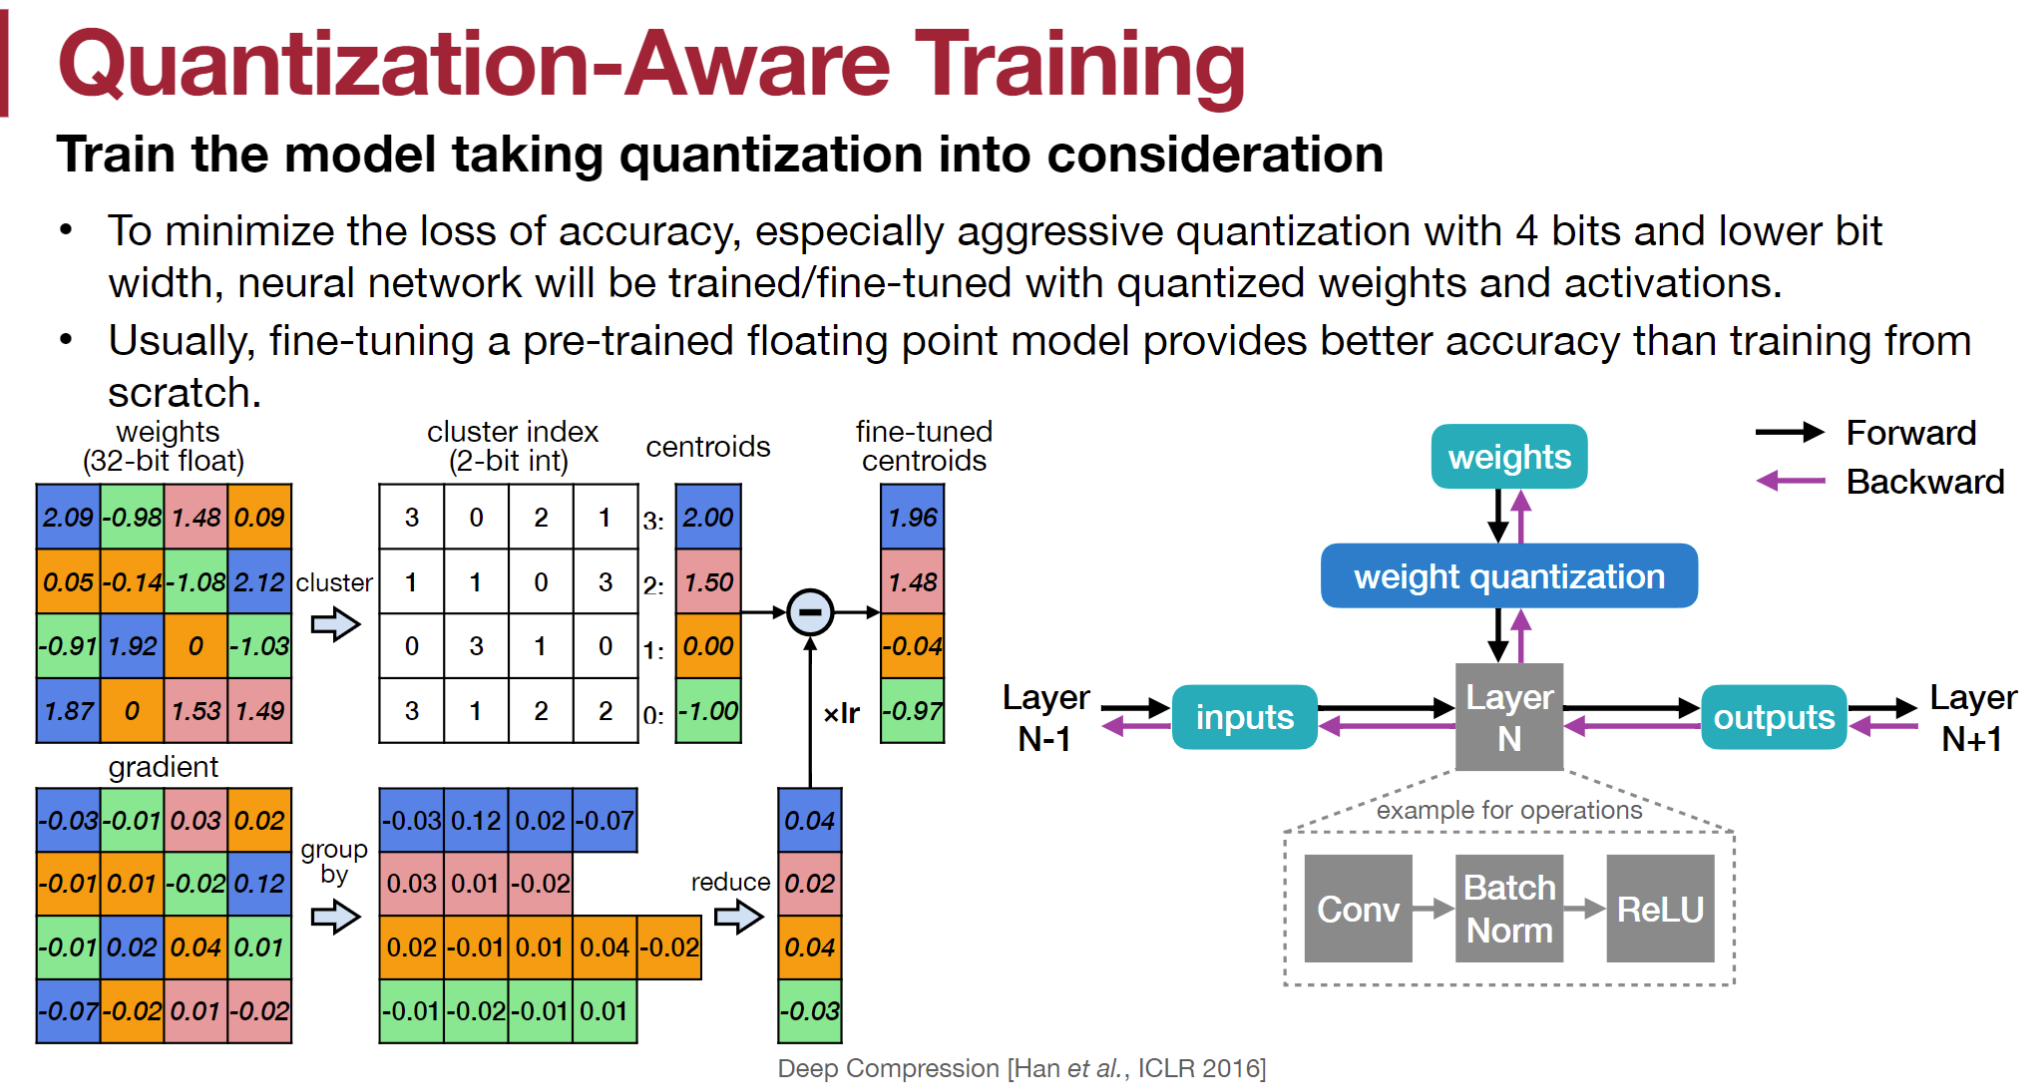 Quantization-Aware Training
Train the model taking quantization into consideration
• To minimize the loss of accuracy, especially aggressive quantization with 4 bits and lower bit
width, neural network will be trained/fine-tuned with quantized weights and activations.
• Usually, fine-tuning a pre-trained floating point model provides better accuracy than training from
scratch.
weights
(32-bit float)
2.09 -0.98 1.48 0.09
0.05 -0.14 -1.08 2.12
-0.91 1.92 0 -1.03
1.87 0 1.53 1.49
cluster
cluster index
(2-bit int)
3 0 2 1
1 1 0 3
0 3 1 0
3 1 2 2
centroids
3: 2.00
2: 1.50
1: 0.00
0: -1.00
fine-tuned
centroids
1.96
1.48
-0.04
-0.97
×lr
gradient
-0.03 -0.01 0.03 0.02
-0.01 0.01 -0.02 0.12
-0.01 0.02 0.04 0.01
-0.07 -0.02 0.01 -0.02
group
by
-0.03 0.12 0.02 -0.07
0.03 0.01 -0.02
0.02 -0.01 0.01 0.04 -0.02
-0.01 -0.02 -0.01 0.01
reduce
0.04
0.02
0.04
-0.03
Forward
Backward
weights
weight quantization
Layer
N-1
inputs
Layer
N
outputs
Layer
N+1
example for operations
Conv
Batch
Norm
ReLU
Deep Compression [Han et al., ICLR 2016]